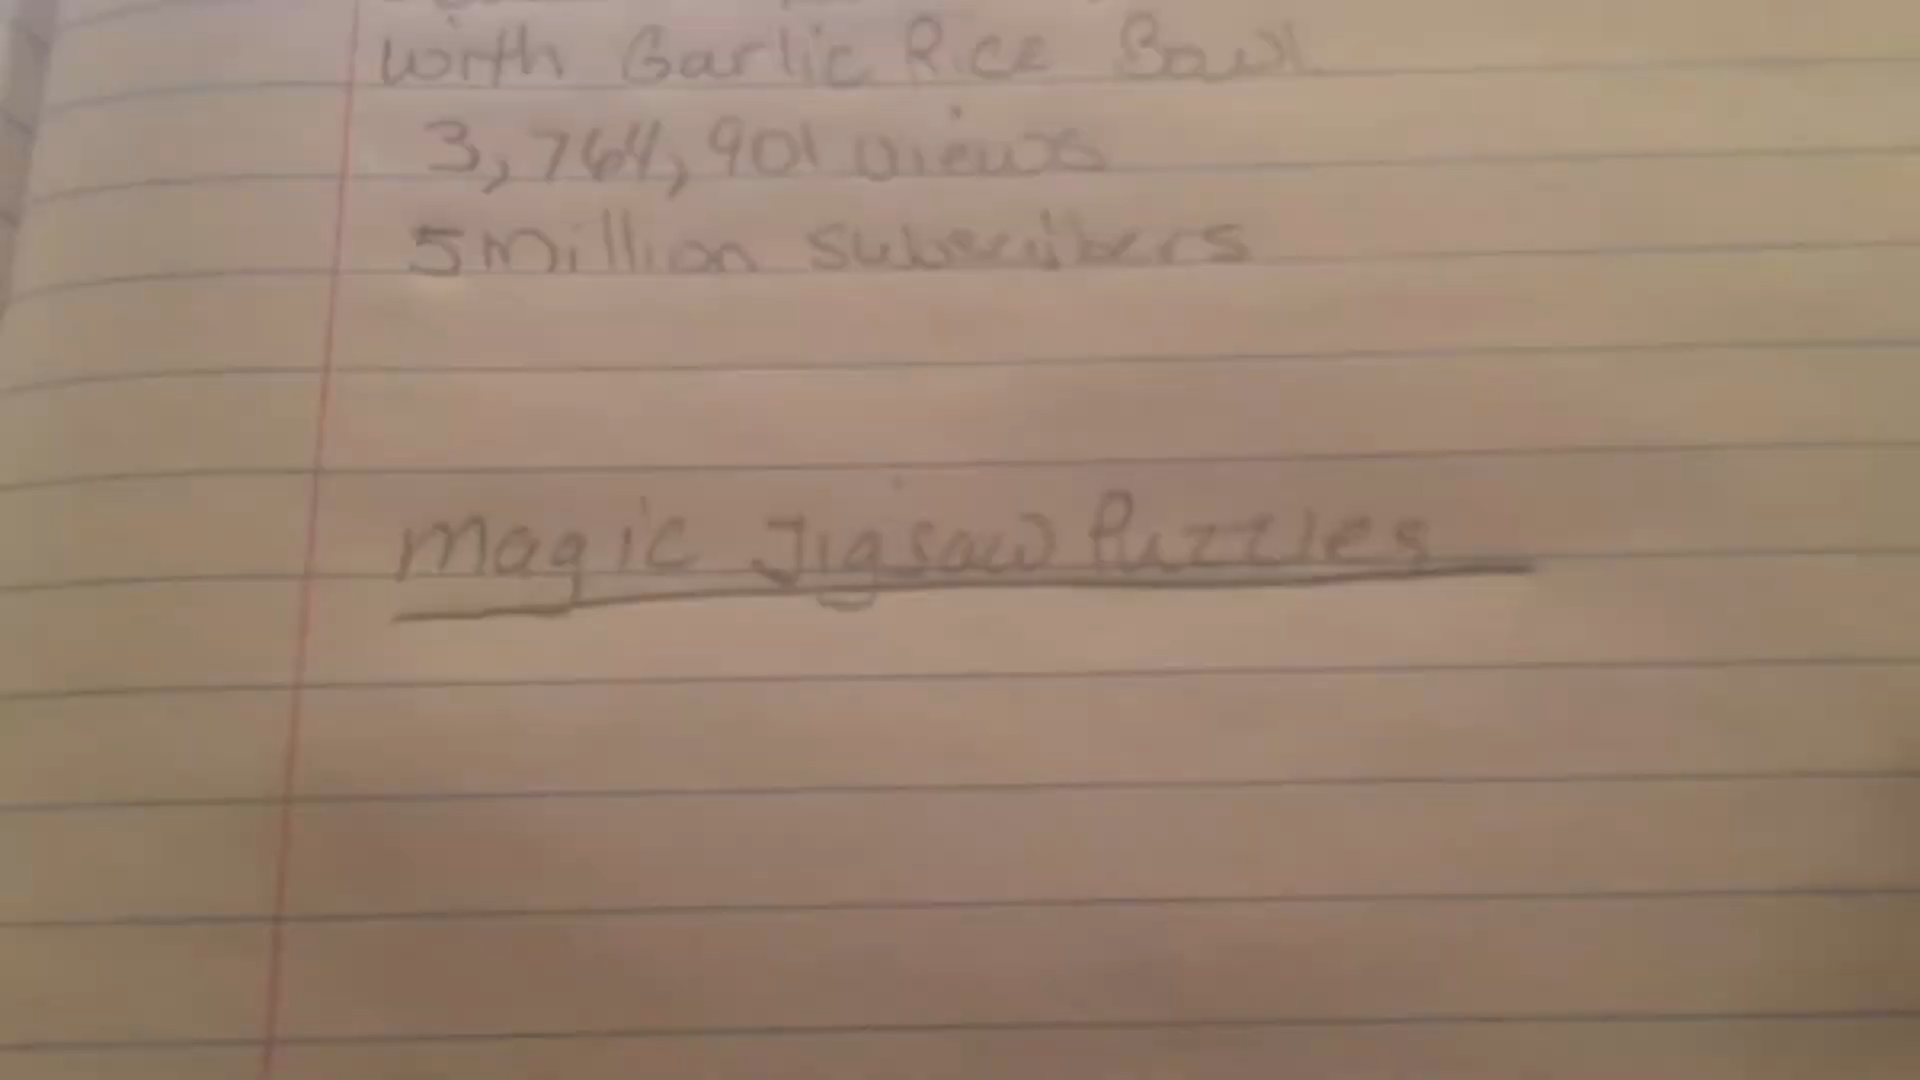 with Garlic Rice Bowl
3,764,901 views
5 million subscribers
Magic Jigsaw Puzzles